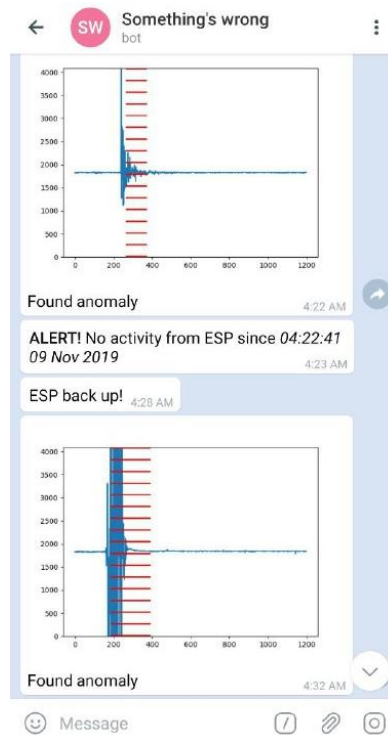 SW
Something's wrong
bot
4000
3500
3000
2500
2000
1500
1000
500
0
0 200 400 600 800 1000 1200
Found anomaly
4:22 AM
ALERT! No activity from ESP since 04:22:41
09 Nov 2019
4:23 AM
ESP back up! 4:28 AM
4000
3500
3000
2500
2000
1500
1000
500
0
0 200 400 600 800 1000 1200
Found anomaly
4:32 AM
Message